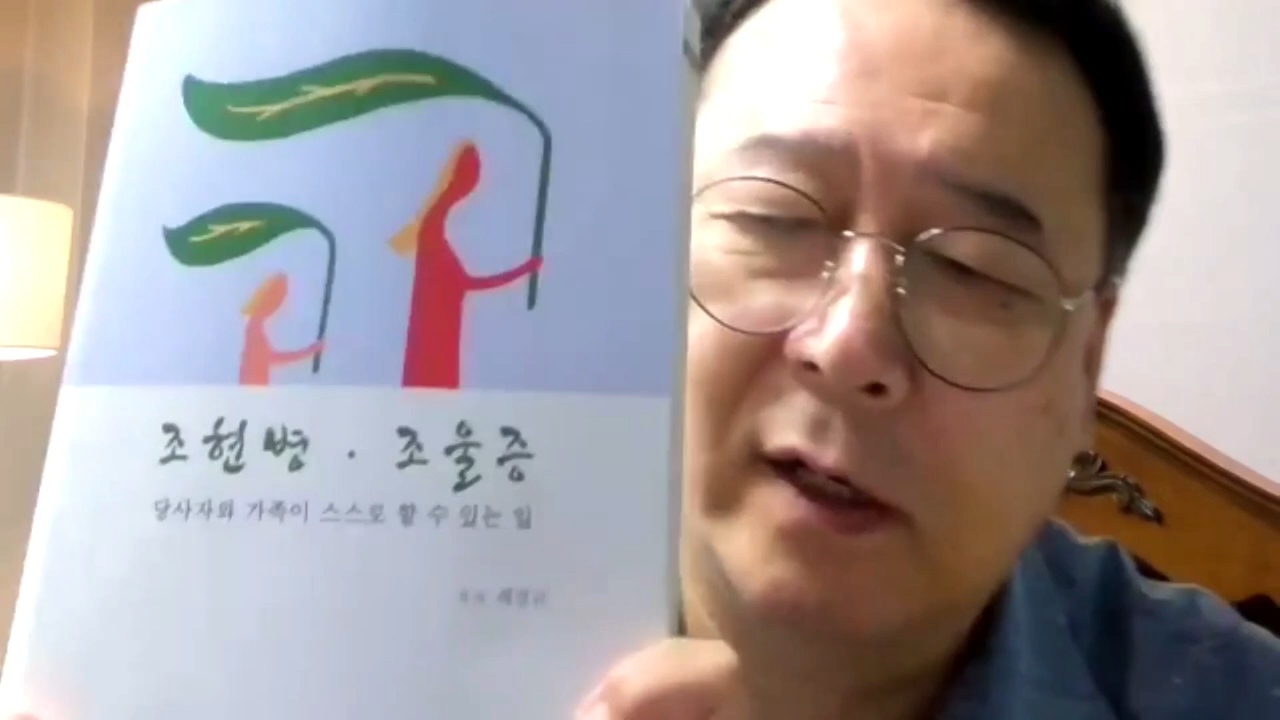 조현병 · 조울증
당사자와 가족이 스스로 할 수 있는 일